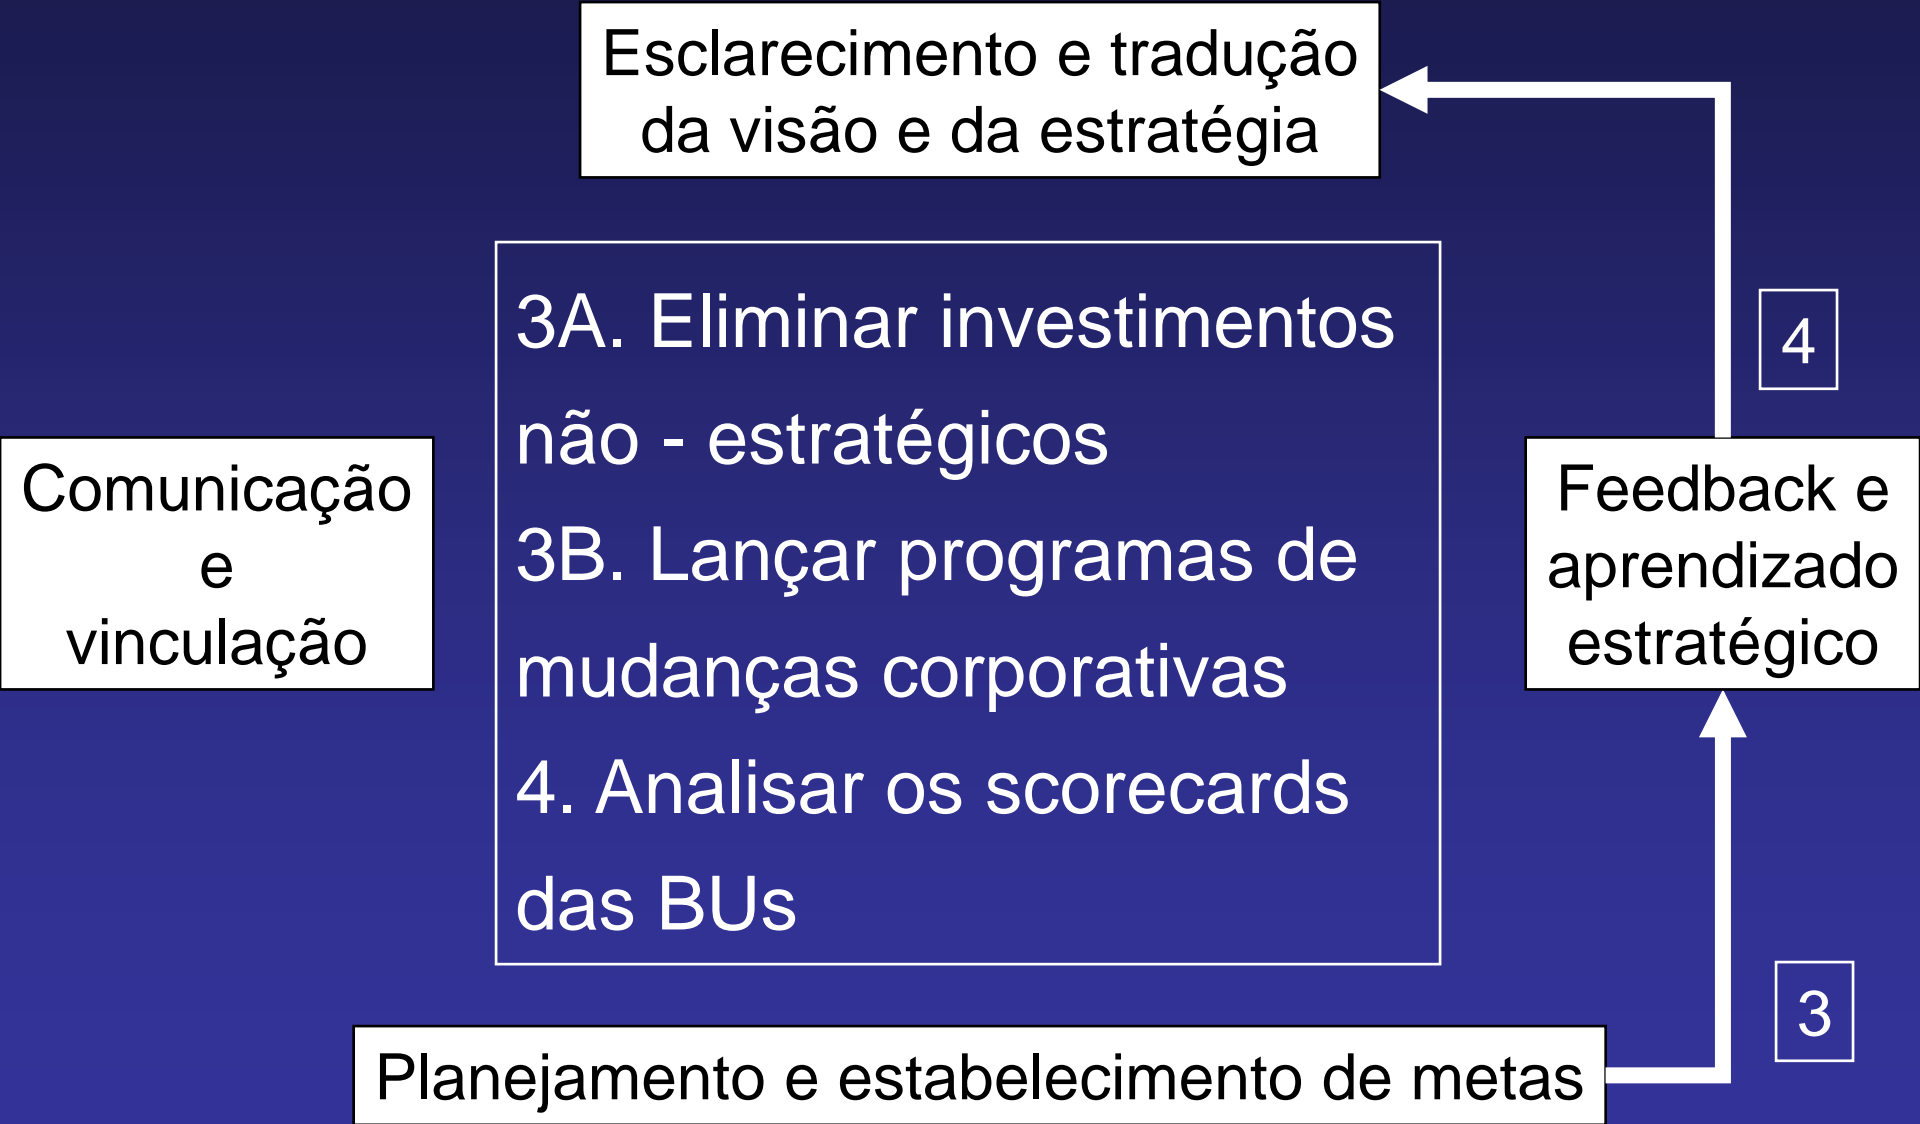 Esclarecimento e tradução
da visão e da estratégia
3A. Eliminar investimentos
não - estratégicos
3B. Lançar programas de
mudanças corporativas
4. Analisar os scorecards
das BUs
4
Comunicação
e
vinculação
Feedback e
aprendizado
estratégico
3
Planejamento e estabelecimento de metas